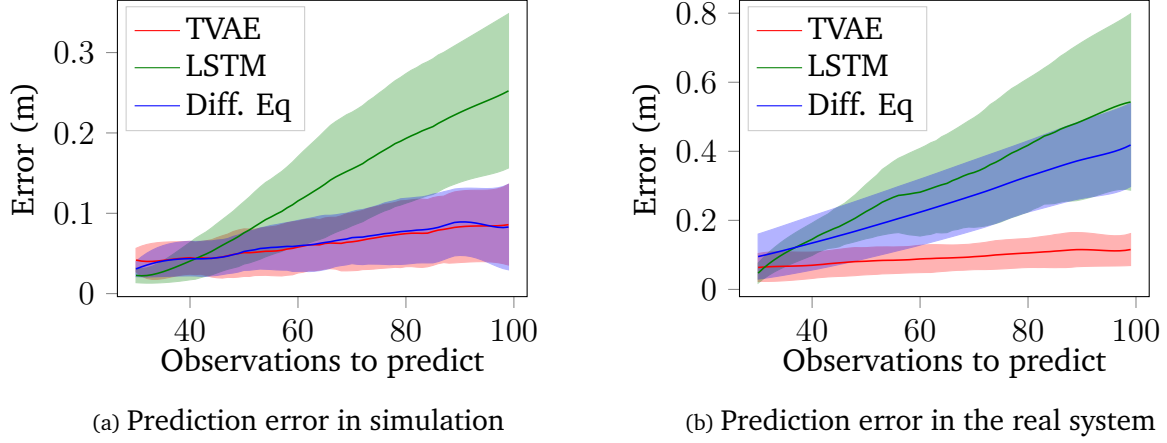 TVAE
LSTM
Diff. Eq
0.3
0.2
0.1
0
Error (m)
40
60
80
100
Observations to predict
(a) Prediction error in simulation
TVAE
LSTM
Diff. Eq
0.8
0.6
0.4
0.2
0
Error (m)
40
60
80
100
Observations to predict
(b) Prediction error in the real system